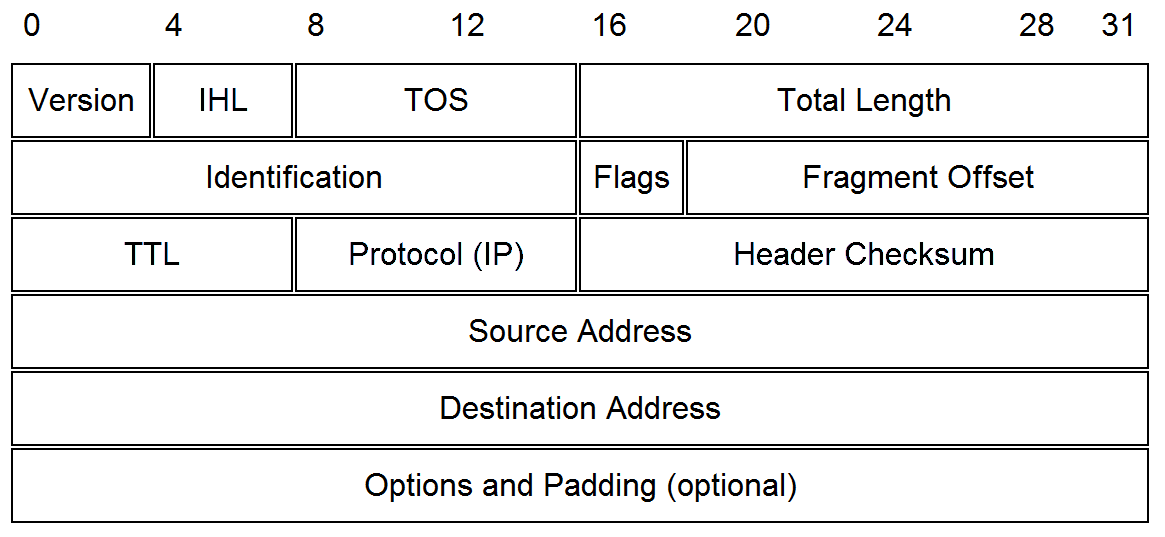 0 4 8 12 16 20 24 28 31
Version IHL TOS Total Length
Identification Flags Fragment Offset
TTL Protocol (IP) Header Checksum
Source Address
Destination Address
Options and Padding (optional)